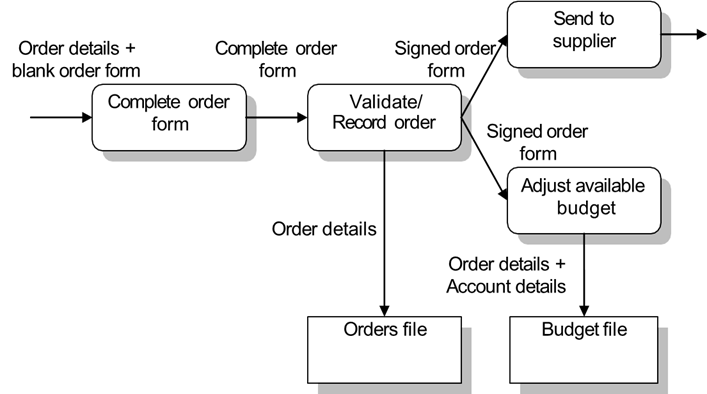 Order details +
blank order form
Complete order
form
Complete order
form
Validate/
Record order
Signed order
form
Send to
supplier
Signed order
form
Adjust available
budget
Order details
Order details +
Account details
Orders file
Budget file